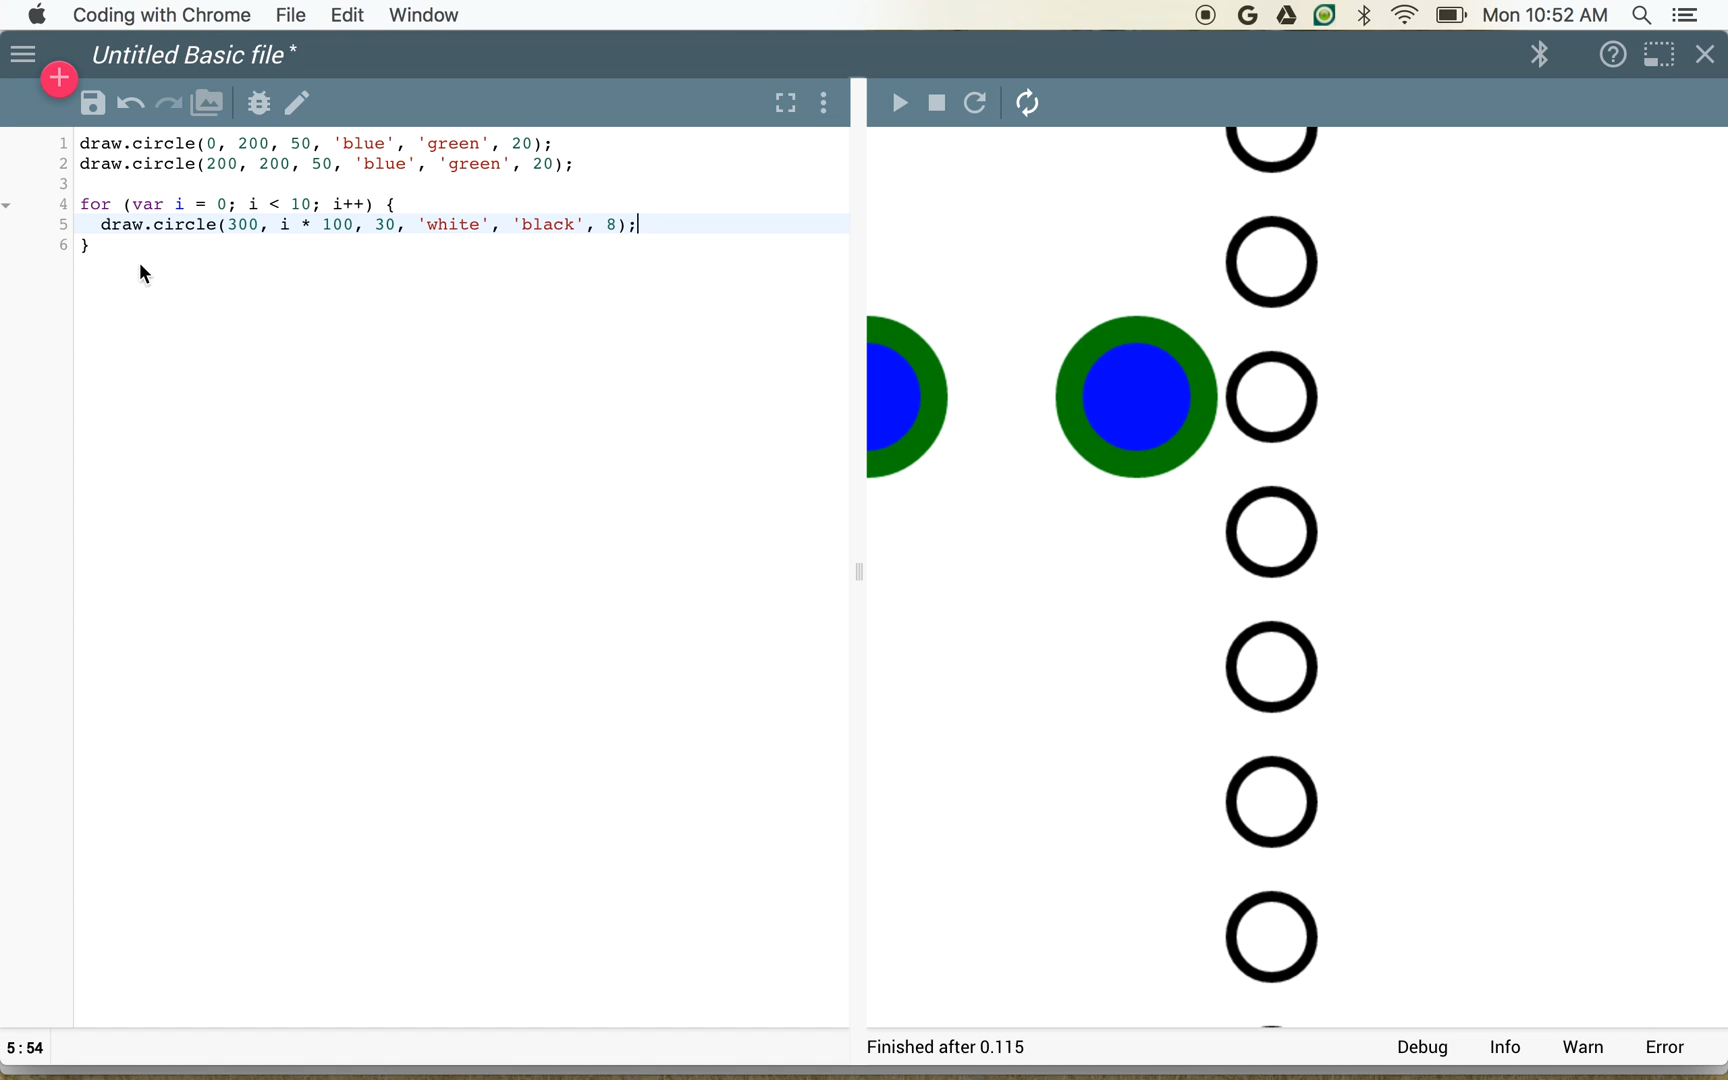 Coding with Chrome File Edit Window Mon 10:52 AM
Untitled Basic file*
1 draw.circle(0, 200, 50, 'blue', 'green', 20);
2 draw.circle(200, 200, 50, 'blue', 'green', 20);
3
4 for (var i = 0; i < 10; i++) {
5   draw.circle(300, i * 100, 30, 'white', 'black', 8);
6 }
5:54 Finished after 0.115 Debug Info Warn Error